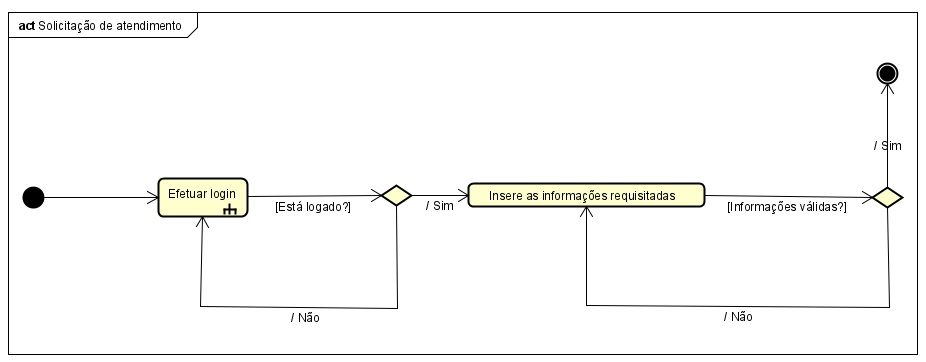 act Solicitação de atendimento
/ Sim
Efetuar login
[Está logado?]
/ Sim
Insere as informações requisitadas
[Informações válidas?]
/ Não
/ Não